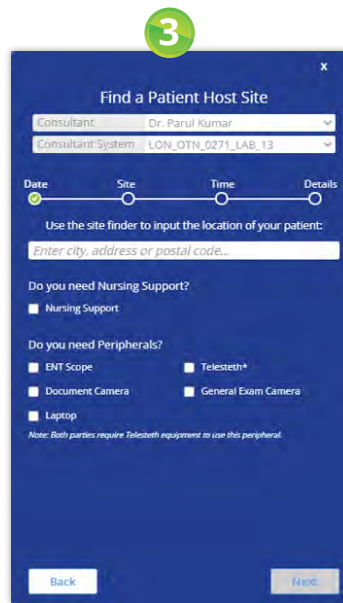 3
x
Find a Patient Host Site
Consultant Dr. Parul Kumar
Consultant System LON_OTN_0271_LAB_13
Date Site Time Details
Use the site finder to input the location of your patient:
Enter city, address or postal code...
Do you need Nursing Support?
Nursing Support
Do you need Peripherals?
ENT Scope Telesteth*
Document Camera General Exam Camera
Laptop
Note: Both parties require Telesteth equipment to use this peripheral.
Back Next